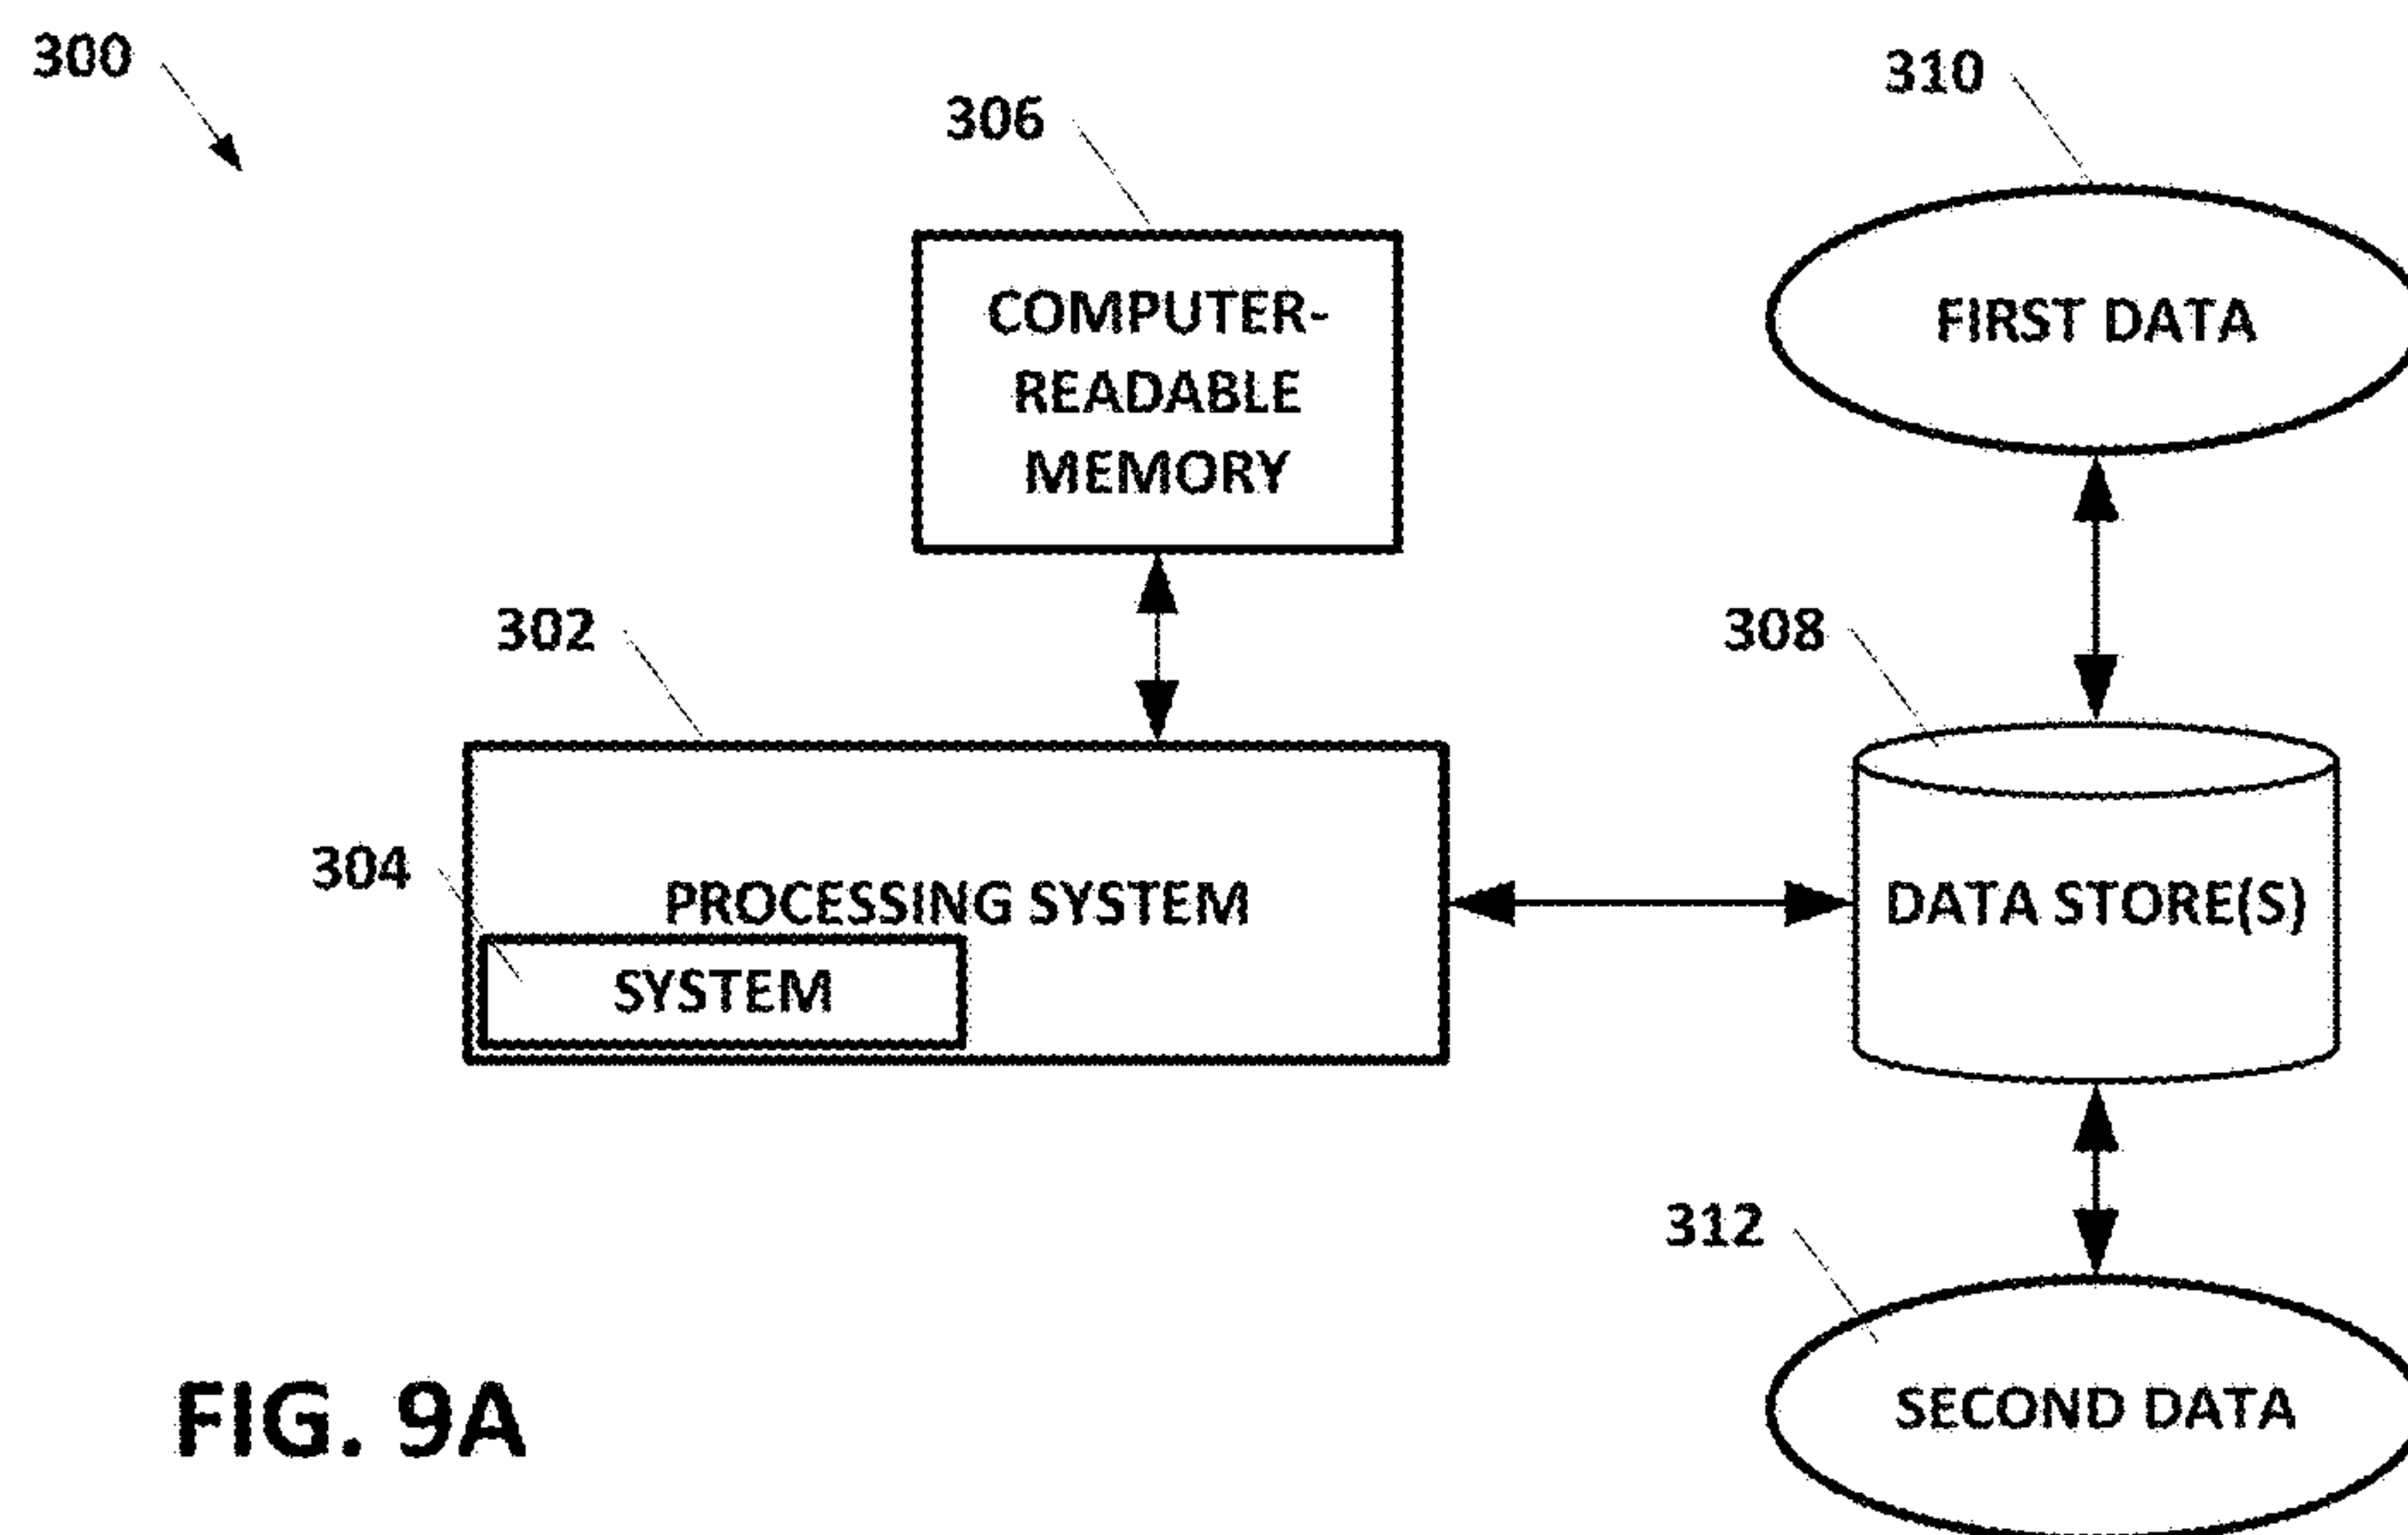 300
306
310
COMPUTER-
READABLE
MEMORY
FIRST DATA
302
308
304
PROCESSING SYSTEM
DATA STORE(S)
SYSTEM
312
FIG. 9A
SECOND DATA